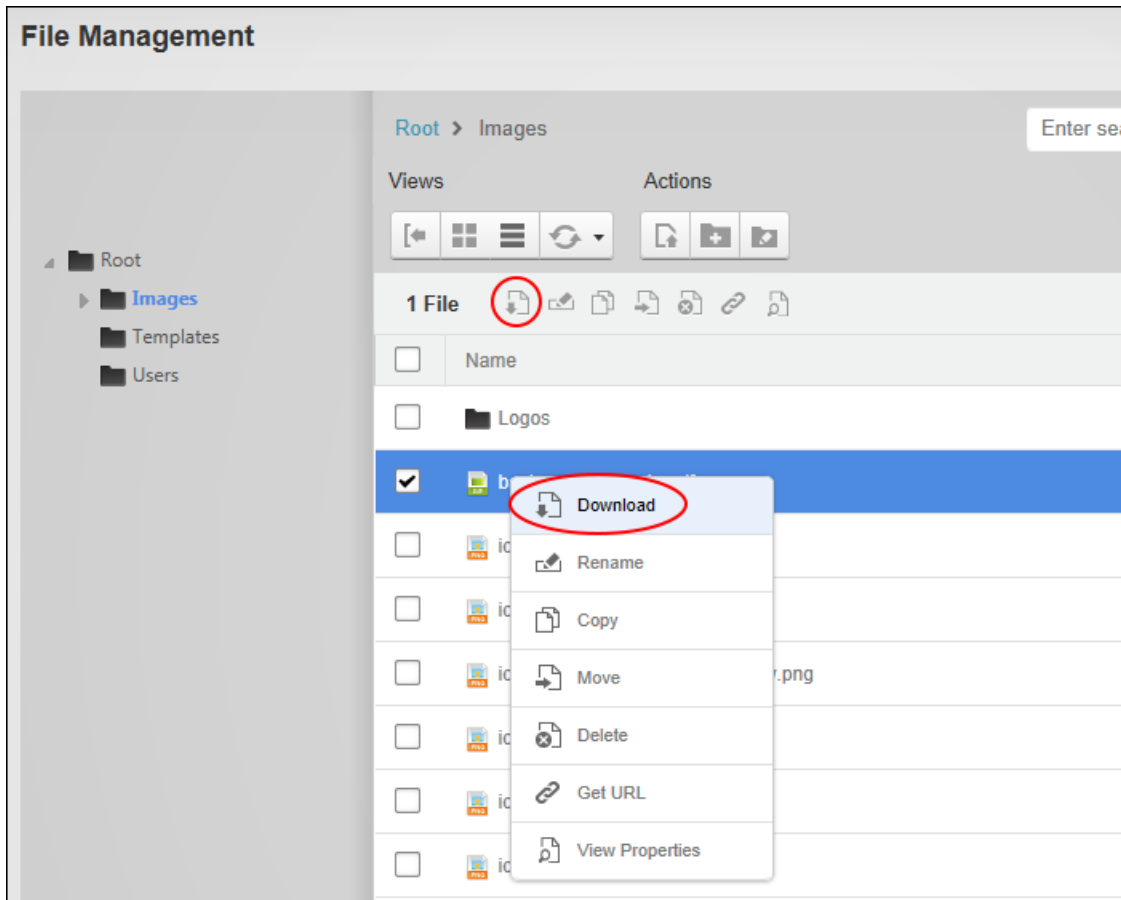 File Management
Root > Images
Enter
Views
Actions
Root
Images
Templates
Users
1 File
Name
Logos
Download
Rename
Copy
Move
.png
Delete
Get URL
View Properties